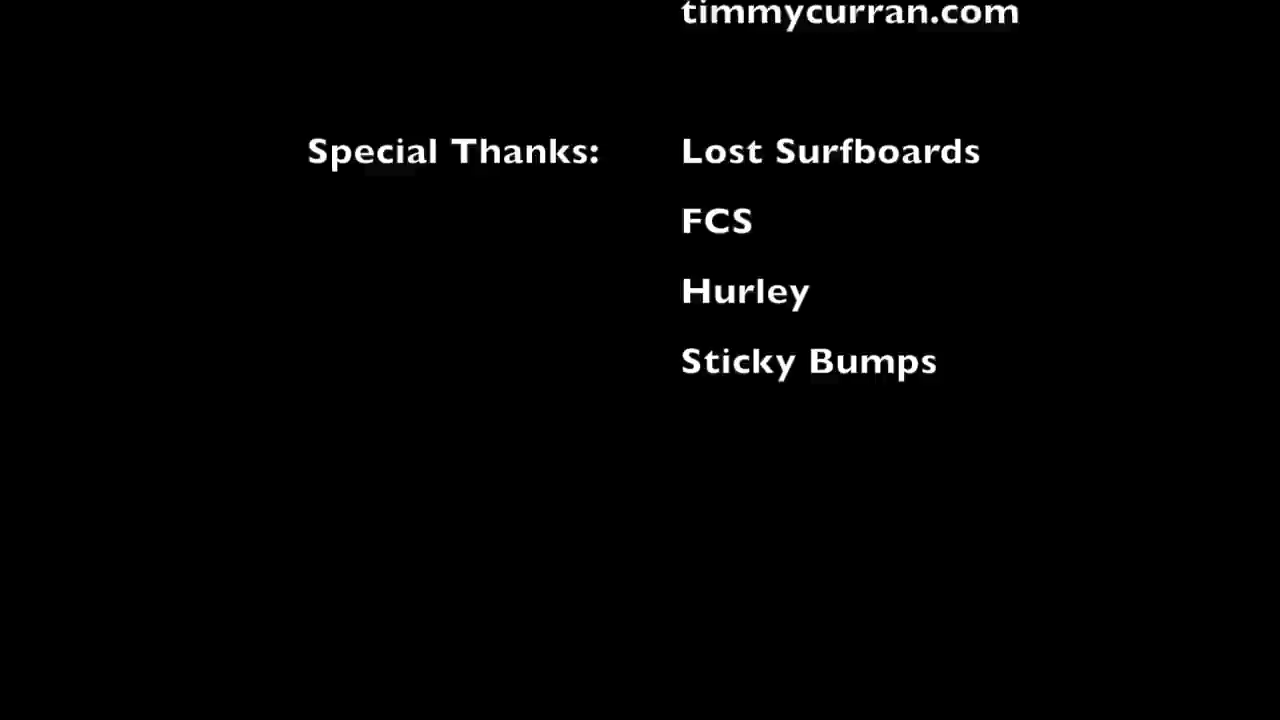 timmycurran.com
Special Thanks: Lost Surfboards
FCS
Hurley
Sticky Bumps